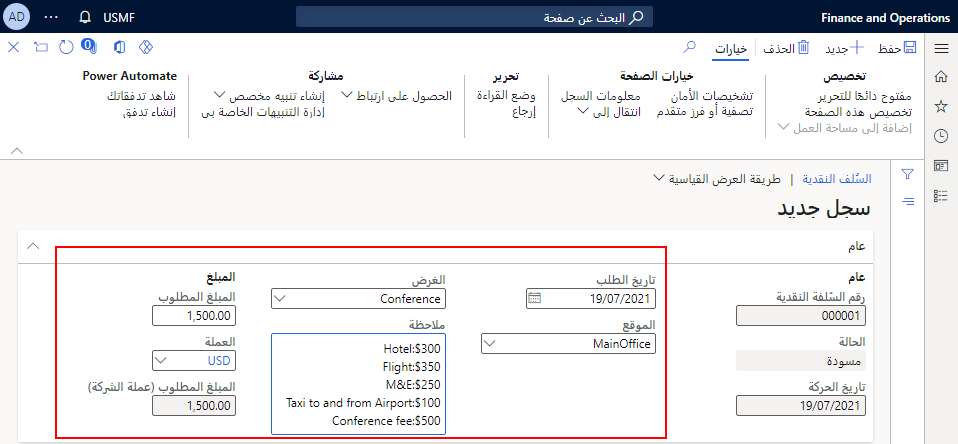 Finance and Operations
البحث عن صفحة
USMF
AD
حفظ
جديد
الحذف
خيارات
0
تخصيص
مفتوح دائمًا للتحرير
تخصيص هذه الصفحة
إضافة إلى مساحة العمل
خيارات الصفحة
تشخيصات الأمان
تصفية أو فرز متقدم
معلومات السجل
انتقال إلى
تحرير
وضع القراءة
إرجاع
مشاركة
الحصول على ارتباط
إنشاء تنبيه مخصص
إدارة التنبيهات الخاصة بي
Power Automate
شاهد تدفقاتك
إنشاء تدفق
السُلف النقدية | طريقة العرض القياسية
سجل جديد
عام
عام
رقم السُلفة النقدية
000001
الحالة
مسودة
تاريخ الحركة
19/07/2021
تاريخ الطلب
19/07/2021
الموقع
MainOffice
الغرض
Conference
ملاحظة
Hotel:$300
Flight:$350
M&E:$250
Taxi to and from Airport:$100
Conference fee:$500
المبلغ
المبلغ المطلوب
1,500.00
العملة
USD
المبلغ المطلوب (عملة الشركة)
1,500.00